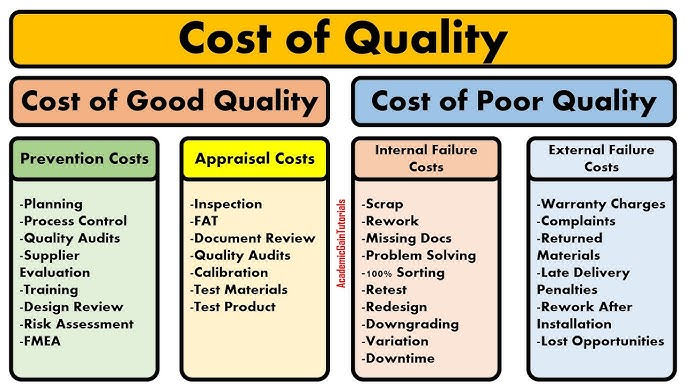 Cost of Quality
Cost of Good Quality
Cost of Poor Quality
Prevention Costs
-Planning
-Process Control
-Quality Audits
-Supplier
Evaluation
-Training
-Design Review
-Risk Assessment
-FMEA
Appraisal Costs
-Inspection
-FAT
-Document Review
-Quality Audits
-Calibration
-Test Materials
-Test Product
AcademicGainTutorials
Internal Failure
Costs
-Scrap
-Rework
-Missing Docs
-Problem Solving
-100% Sorting
-Retest
-Redesign
-Downgrading
-Variation
-Downtime
External Failure
Costs
-Warranty Charges
-Complaints
-Returned
Materials
-Late Delivery
Penalties
-Rework After
Installation
-Lost Opportunities